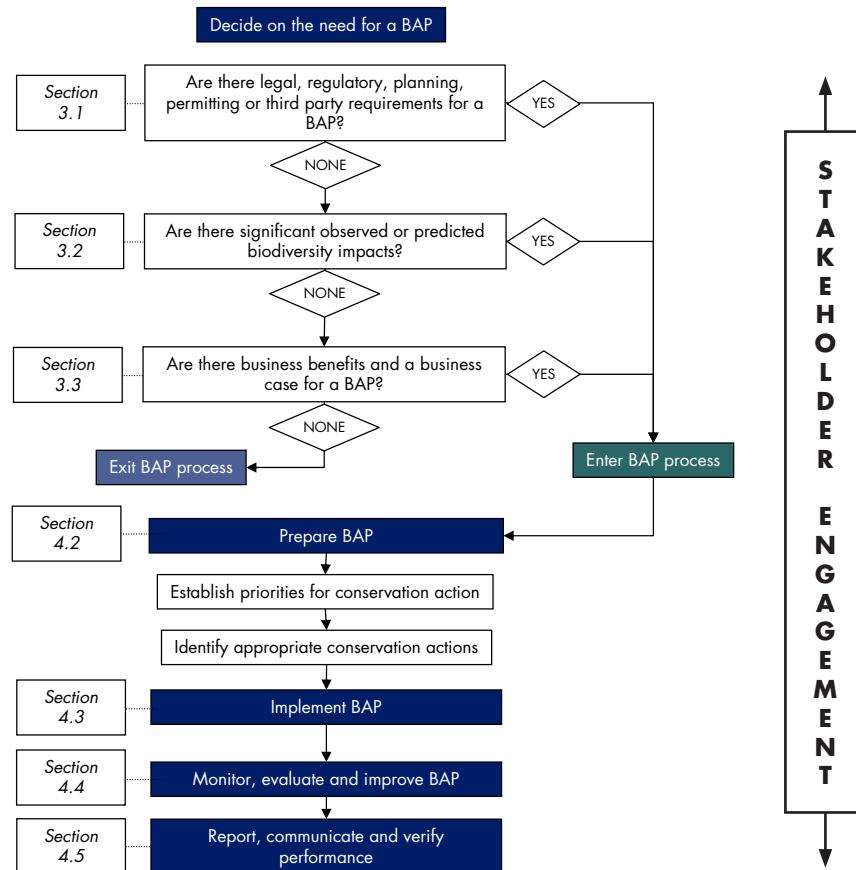 Decide on the need for a BAP
Section
3.1
Are there legal, regulatory, planning,
permitting or third party requirements for a
BAP?
YES
NONE
Section
3.2
Are there significant observed or predicted
biodiversity impacts?
YES
NONE
Section
3.3
Are there business benefits and a business
case for a BAP?
YES
NONE
Exit BAP process
Enter BAP process
Section
4.2
Prepare BAP
Establish priorities for conservation action
Identify appropriate conservation actions
Section
4.3
Implement BAP
Section
4.4
Monitor, evaluate and improve BAP
Section
4.5
Report, communicate and verify
performance
STAKEHOLDER ENGAGEMENT